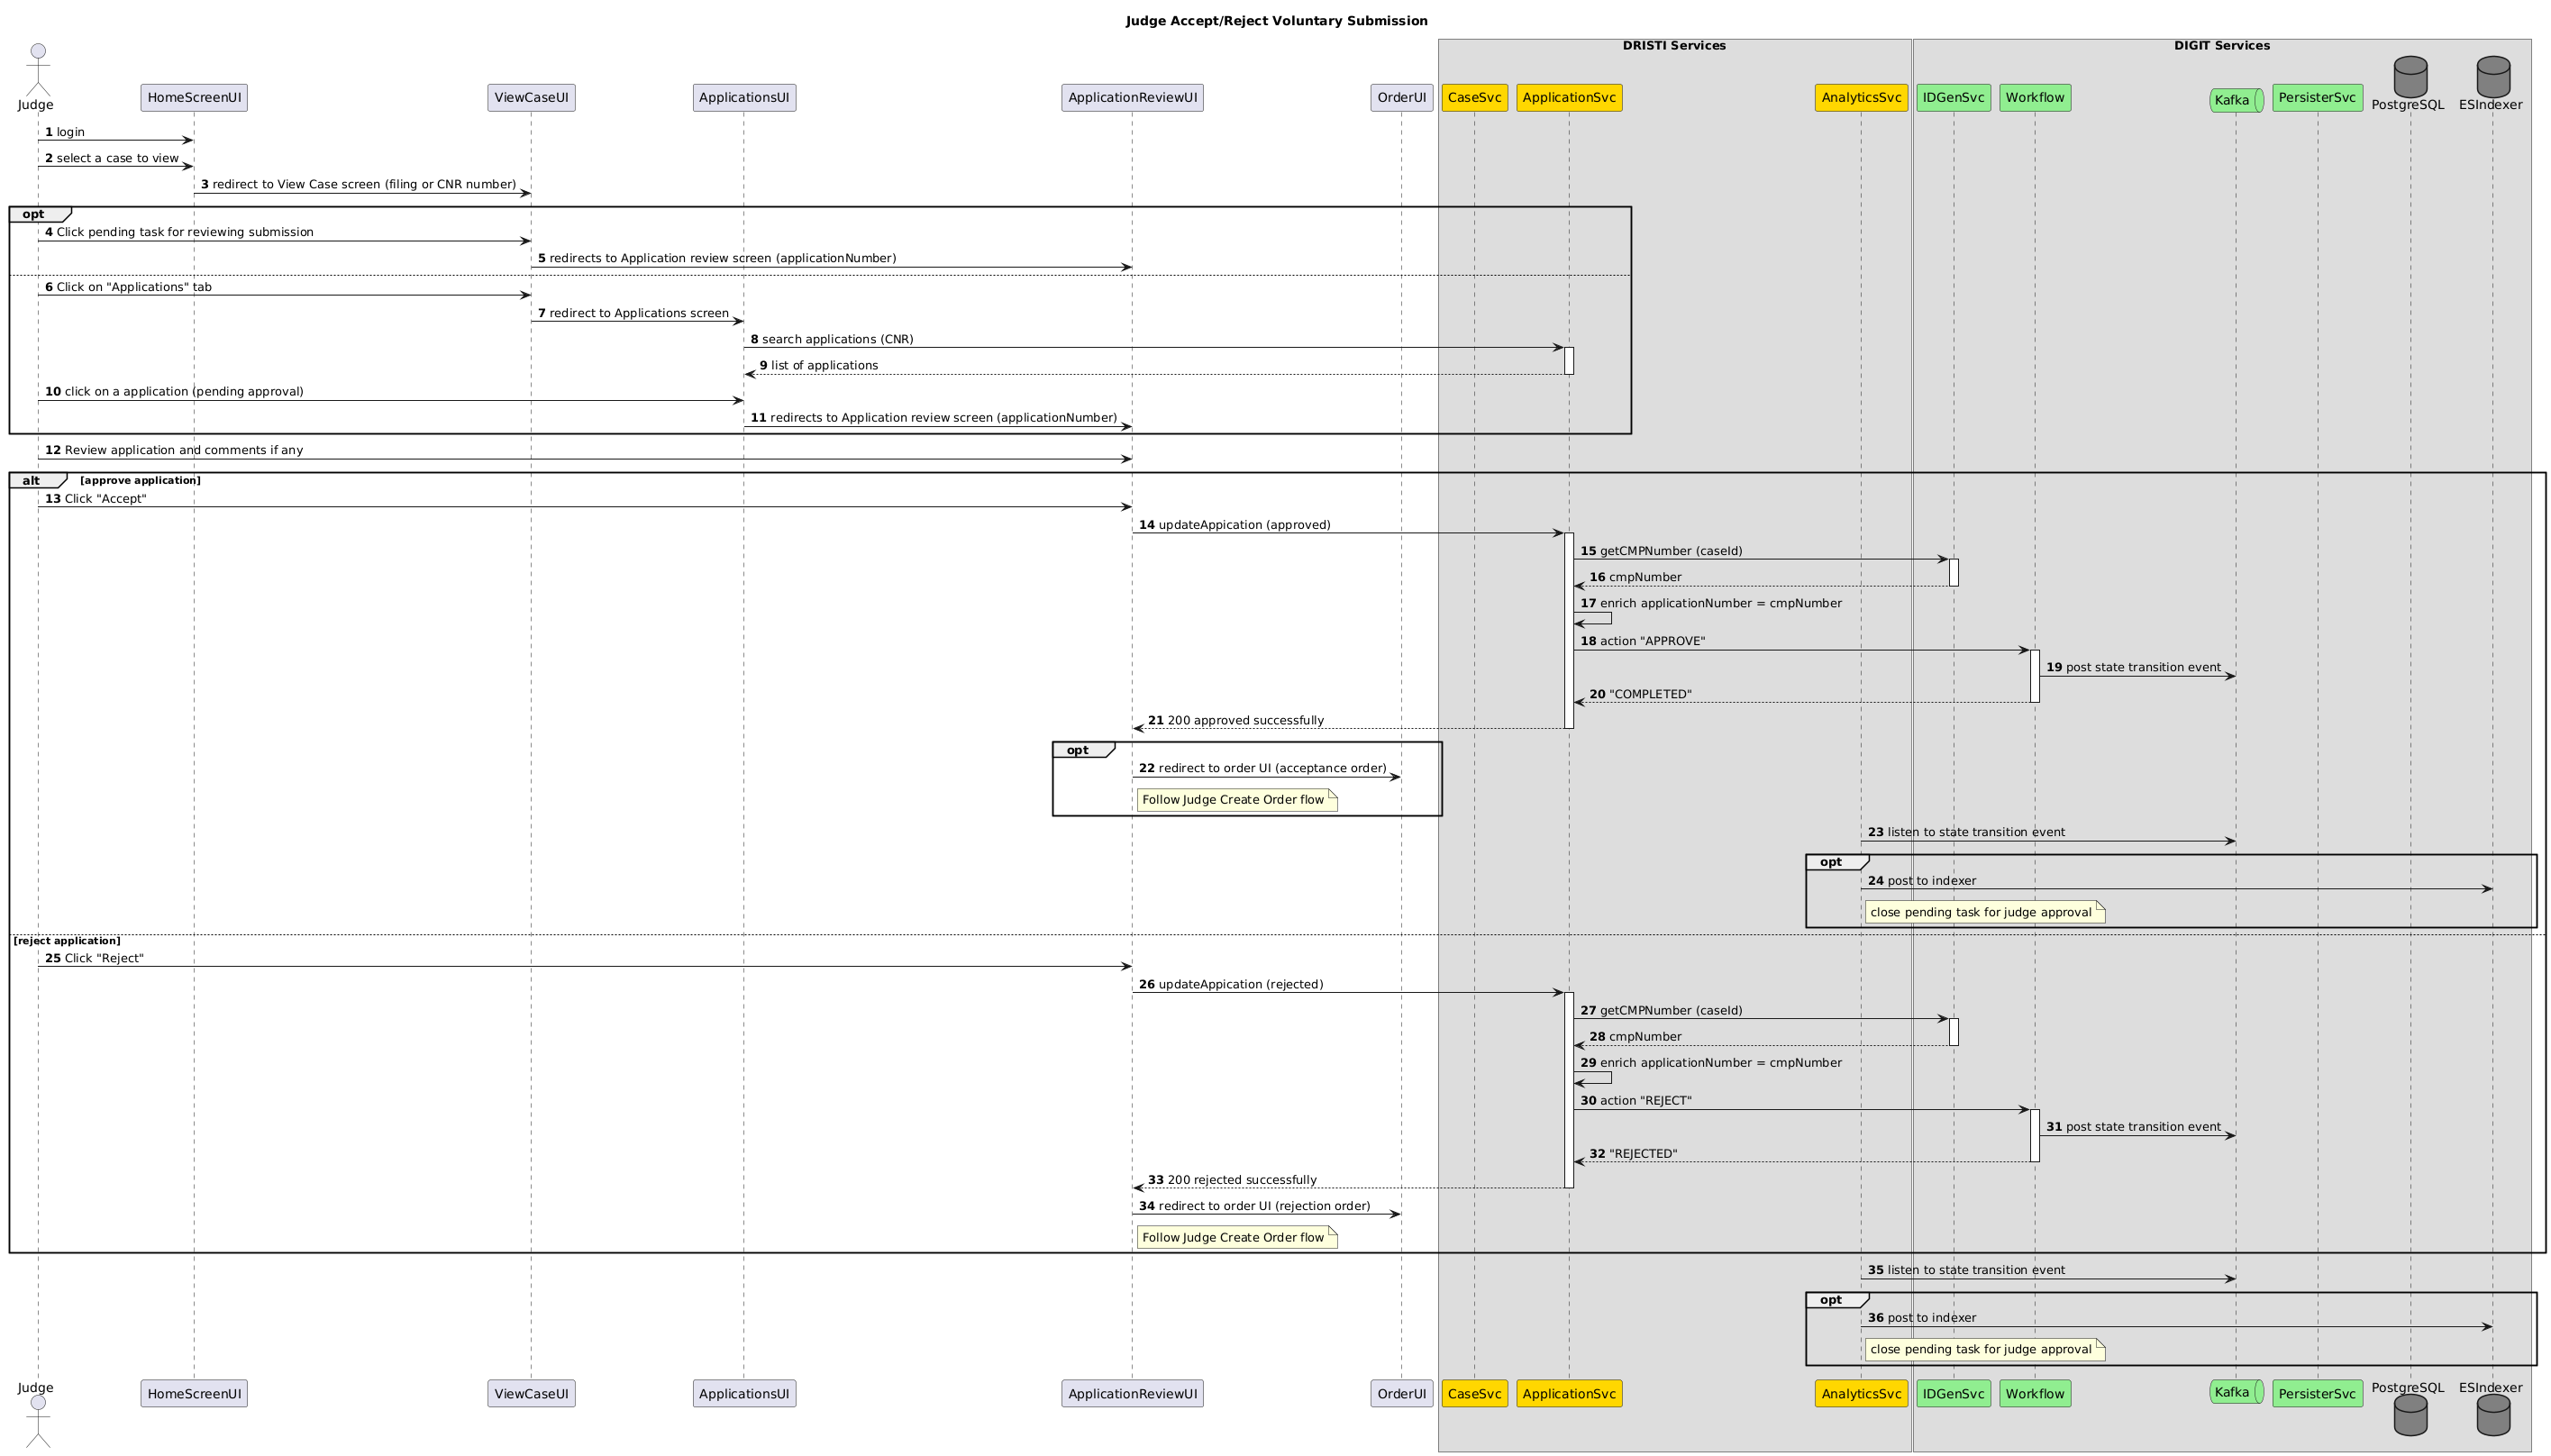 Judge Accept/Reject Voluntary Submission
DRISTI Services
DIGIT Services
Judge
HomeScreenUI
ViewCaseUI
ApplicationsUI
ApplicationReviewUI
OrderUI
CaseSvc
ApplicationSvc
AnalyticsSvc
IDGenSvc
Workflow
Kafka
PersisterSvc
PostgreSQL
ESIndexer
1 login
2 select a case to view
3 redirect to View Case screen (filing or CNR number)
opt
4 Click pending task for reviewing submission
5 redirects to Application review screen (applicationNumber)
6 Click on "Applications" tab
7 redirect to Applications screen
8 search applications (CNR)
9 list of applications
10 click on a application (pending approval)
11 redirects to Application review screen (applicationNumber)
12 Review application and comments if any
alt [approve application]
13 Click "Accept"
14 updateAppication (approved)
15 getCMPNumber (caseId)
16 cmpNumber
17 enrich applicationNumber = cmpNumber
18 action "APPROVE"
19 post state transition event
20 "COMPLETED"
21 200 approved successfully
opt
22 redirect to order UI (acceptance order)
Follow Judge Create Order flow
23 listen to state transition event
opt
24 post to indexer
close pending task for judge approval
[reject application]
25 Click "Reject"
26 updateAppication (rejected)
27 getCMPNumber (caseId)
28 cmpNumber
29 enrich applicationNumber = cmpNumber
30 action "REJECT"
31 post state transition event
32 "REJECTED"
33 200 rejected successfully
34 redirect to order UI (rejection order)
Follow Judge Create Order flow
35 listen to state transition event
opt
36 post to indexer
close pending task for judge approval
Judge
HomeScreenUI
ViewCaseUI
ApplicationsUI
ApplicationReviewUI
OrderUI
CaseSvc
ApplicationSvc
AnalyticsSvc
IDGenSvc
Workflow
Kafka
PersisterSvc
PostgreSQL
ESIndexer